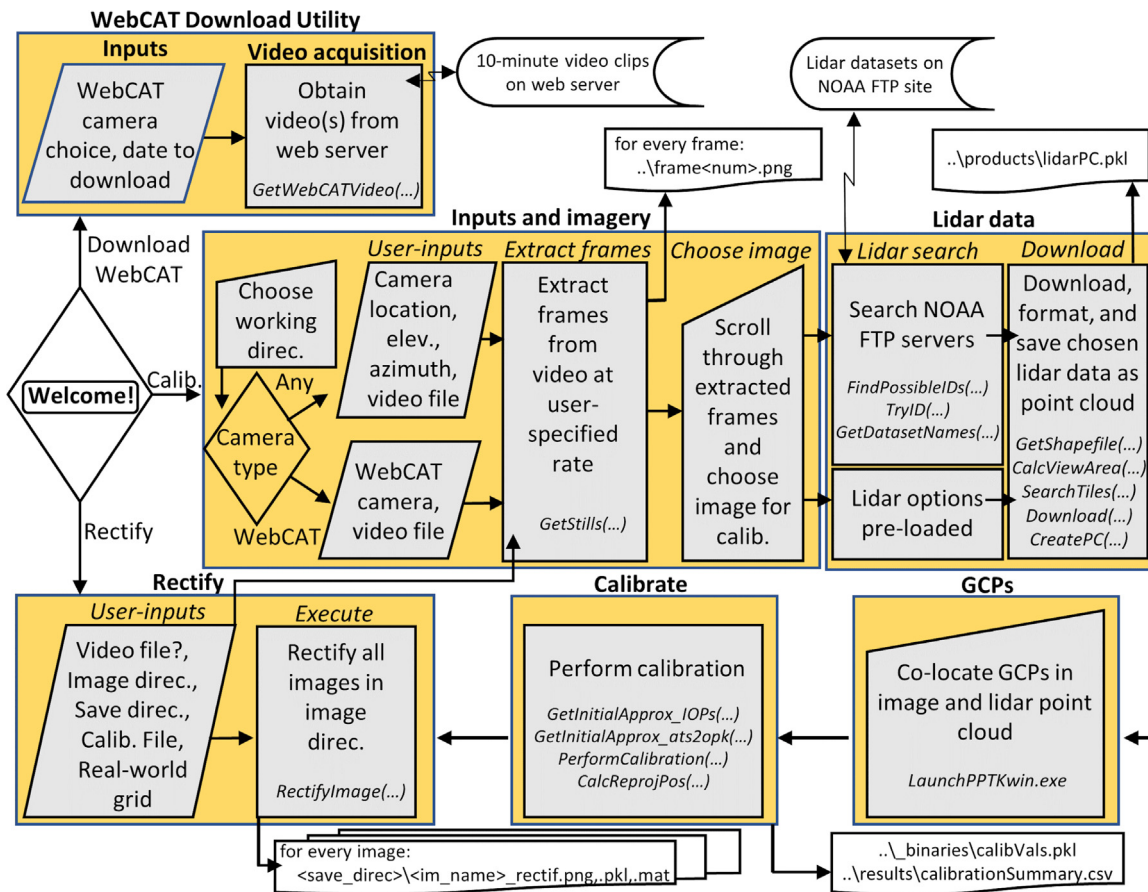 WebCAT Download Utility
Inputs
WebCAT
camera
choice, date to
download
Video acquisition
Obtain
video(s) from
web server
GetWebCATVideo(...)
10-minute video clips
on web server
Lidar datasets on
NOAA FTP site
for every frame:
..\frame<num>.png
..\products\lidarPC.pkl
Download
WebCAT
Welcome!
Calib.
Rectify
Inputs and imagery
User-inputs
Extract frames
Choose image
Choose
working
direc.
Camera
type
Any
WebCAT
Camera
location,
elev.,
azimuth,
video file
WebCAT
camera,
video file
Extract
frames
from
video at
user-
specified
rate
GetStills(...)
Scroll
through
extracted
frames
and
choose
image for
calib.
Lidar data
Lidar search
Download
Search NOAA
FTP servers
FindPossibleIDs(...)
TryID(...)
GetDatasetNames(...)
Lidar options
pre-loaded
Download,
format, and
save chosen
lidar data as
point cloud
GetShapefile(...)
CalcViewArea(...)
SearchTiles(...)
Download(...)
CreatePC(...)
Rectify
User-inputs
Execute
Video file?,
Image direc.,
Save direc.,
Calib. File,
Real-world
grid
Rectify all
images in
image
direc.
RectifyImage(...)
for every image:
<save_direc>\<im_name>_rectif.png,.pkl,.mat
Calibrate
Perform calibration
GetInitialApprox_IOPs(...)
GetInitialApprox_ats2opk(...)
PerformCalibration(...)
CalcReprojPos(...)
GCPs
Co-locate GCPs in
image and lidar point
cloud
LaunchPPTKwin.exe
..\_binaries\calibVals.pkl
..\results\calibrationSummary.csv